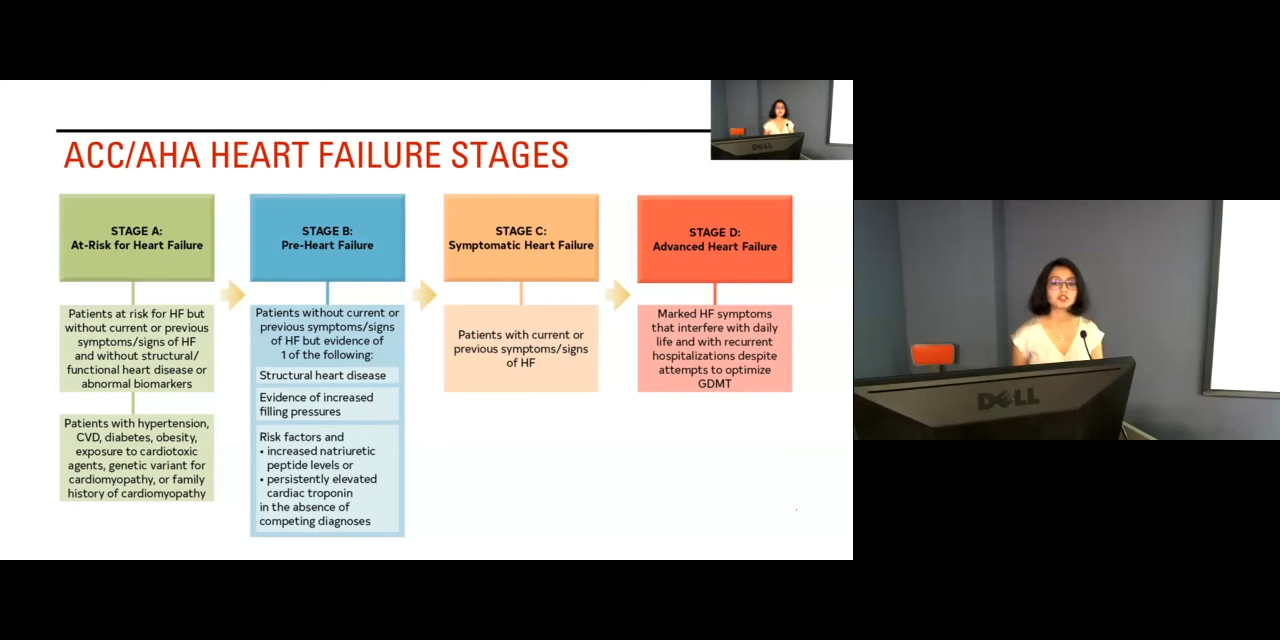 ACC/AHA HEART FAILURE STAGES
STAGE A:
At-Risk for Heart Failure
Patients at risk for HF but
without current or previous
symptoms/signs of HF
and without structural/
functional heart disease or
abnormal biomarkers
Patients with hypertension,
CVD, diabetes, obesity,
exposure to cardiotoxic
agents, genetic variant for
cardiomyopathy, or family
history of cardiomyopathy
STAGE B:
Pre-Heart Failure
Patients without current or
previous symptoms/signs
of HF but evidence of
1 of the following:
Structural heart disease
Evidence of increased
filling pressures
Risk factors and
• increased natriuretic
peptide levels or
• persistently elevated
cardiac troponin
in the absence of
competing diagnoses
STAGE C:
Symptomatic Heart Failure
Patients with current or
previous symptoms/signs
of HF
STAGE D:
Advanced Heart Failure
Marked HF symptoms
that interfere with daily
life and with recurrent
hospitalizations despite
attempts to optimize
GDMT
DELL
DELL